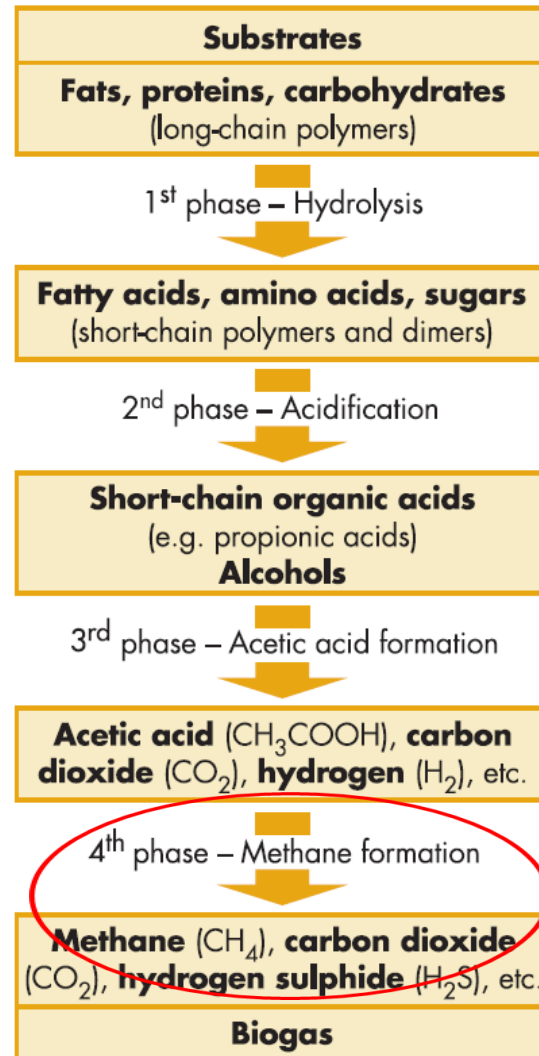 Substrates
Fats, proteins, carbohydrates
(long-chain polymers)
1st phase – Hydrolysis
Fatty acids, amino acids, sugars
(short-chain polymers and dimers)
2nd phase – Acidification
Short-chain organic acids
(e.g. propionic acids)
Alcohols
3rd phase – Acetic acid formation
Acetic acid (CH₃COOH), carbon
dioxide (CO₂), hydrogen (H₂), etc.
4th phase – Methane formation
Methane (CH₄), carbon dioxide
(CO₂), hydrogen sulphide (H₂S), etc.
Biogas